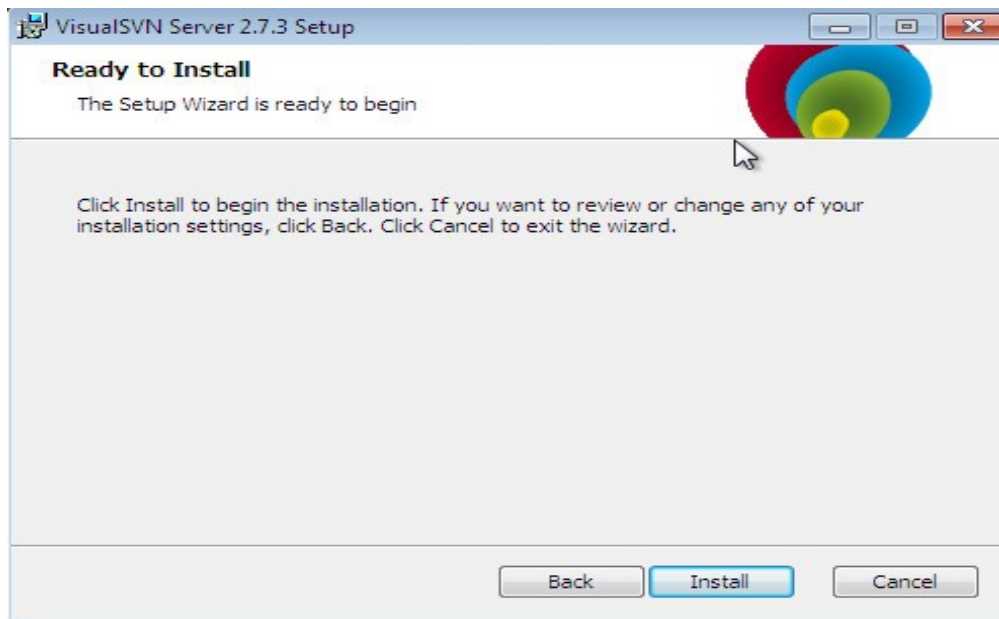 VisualSVN Server 2.7.3 Setup
Ready to Install
The Setup Wizard is ready to begin
Click Install to begin the installation. If you want to review or change any of your
installation settings, click Back. Click Cancel to exit the wizard.
Back Install Cancel